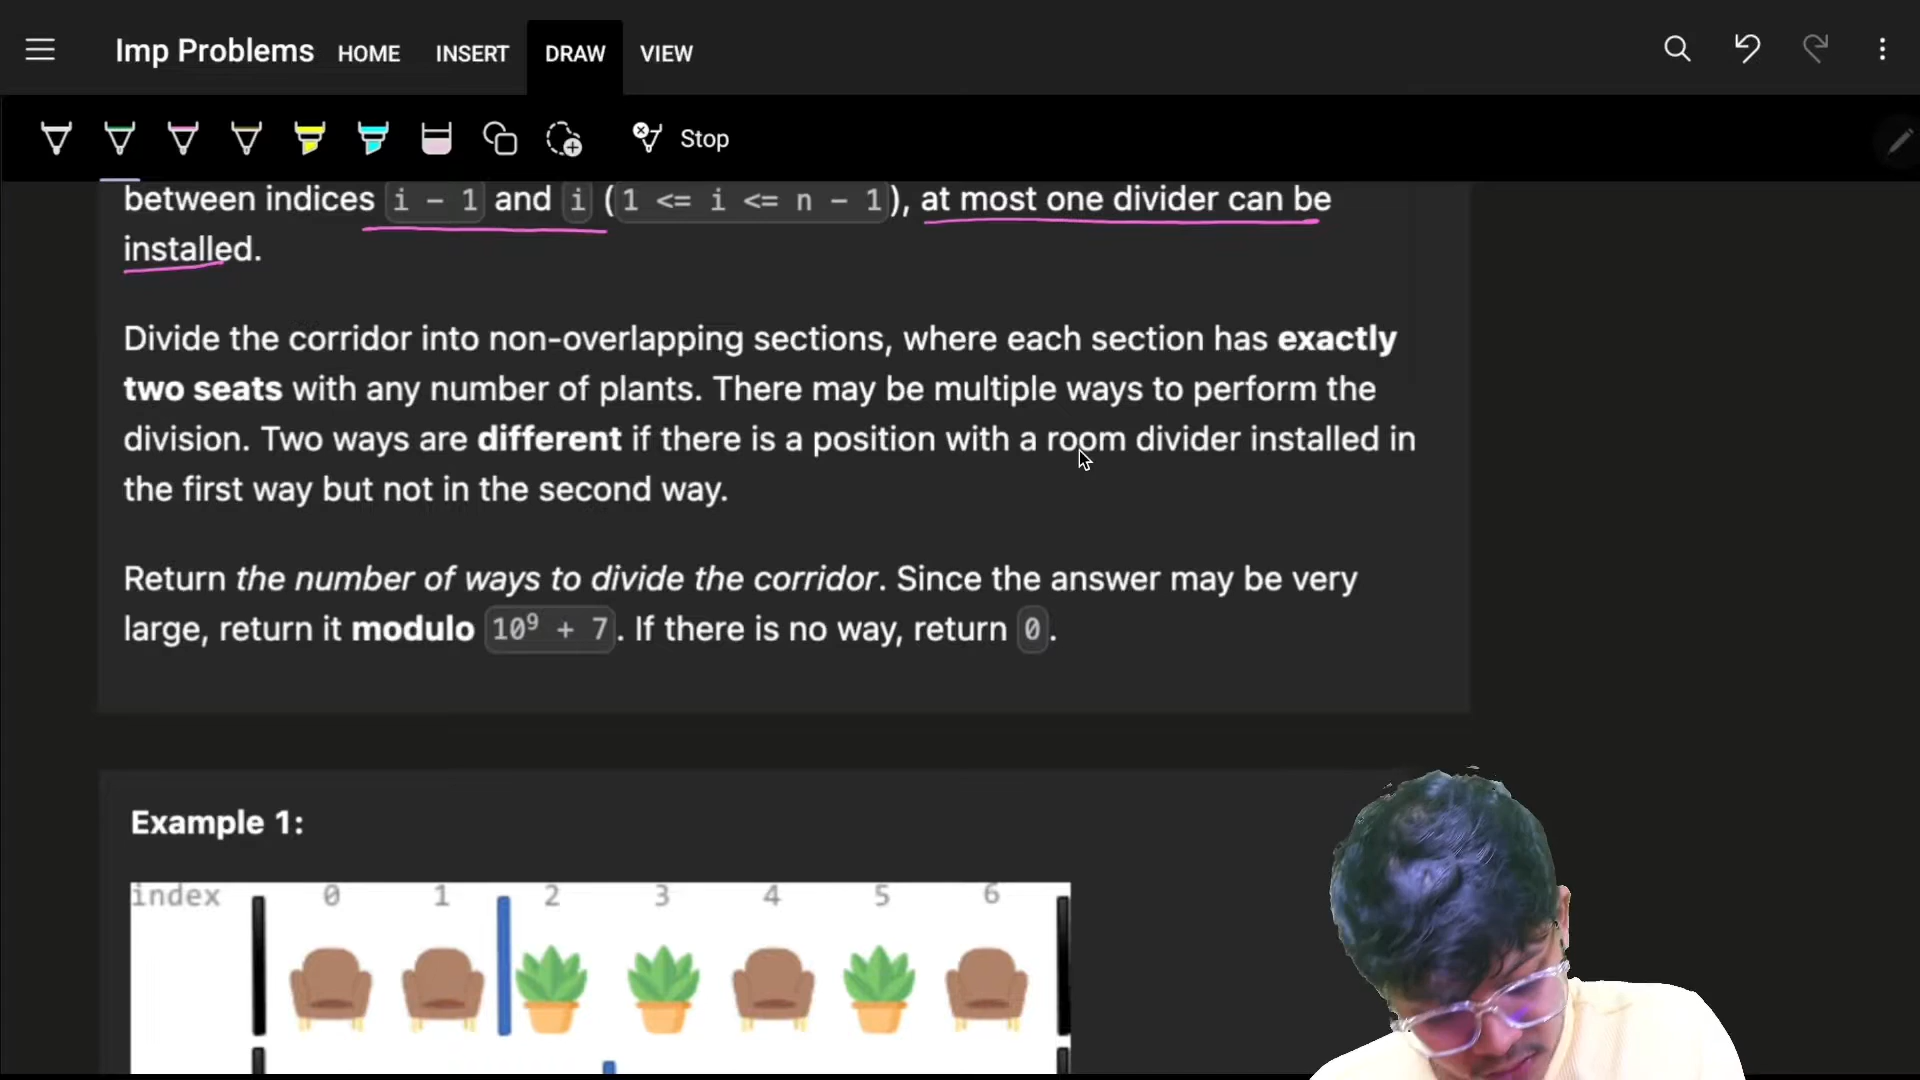 Imp Problems HOME INSERT DRAW VIEW
Stop
between indices i - 1 and i (1 <= i <= n - 1), at most one divider can be
installed.
Divide the corridor into non-overlapping sections, where each section has exactly
two seats with any number of plants. There may be multiple ways to perform the
division. Two ways are different if there is a position with a room divider installed in
the first way but not in the second way.
Return the number of ways to divide the corridor. Since the answer may be very
large, return it modulo 10⁹ + 7. If there is no way, return 0.
Example 1:
index 0 1 2 3 4 5 6